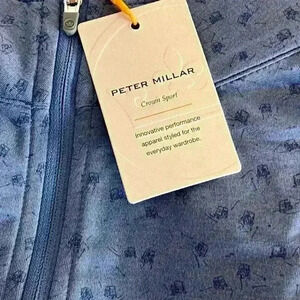 PETER MILLAR
Crown Sport
innovative performance
apparel styled for the
everyday wardrobe.